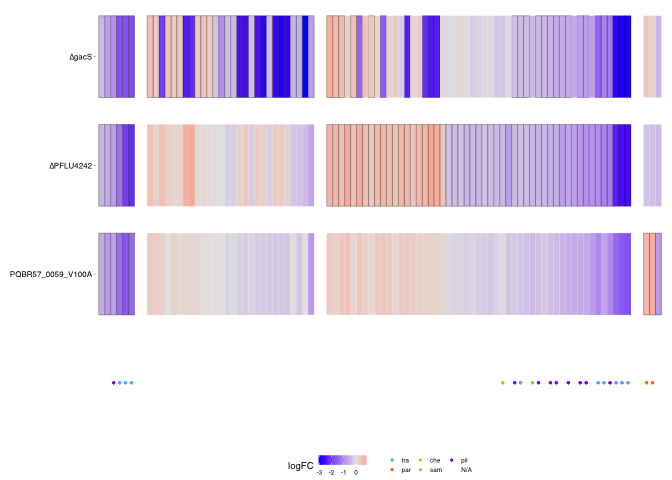 ΔgacS
ΔPFLU4242
PQBR57_0059_V100A
logFC
-3 -2 -1 0
tra che pil
par sam N/A